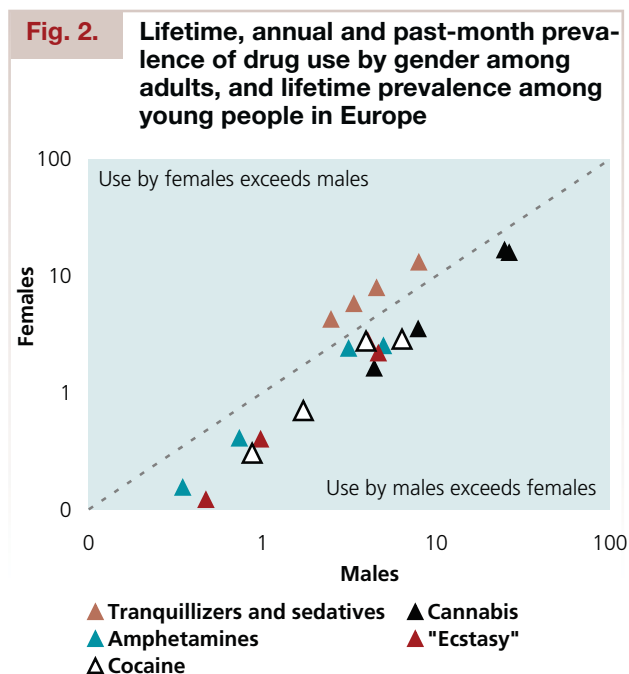 Fig. 2.
Lifetime, annual and past-month preva-
lence of drug use by gender among
adults, and lifetime prevalence among
young people in Europe
100
Use by females exceeds males
10
Females
1
Use by males exceeds females
0
0 1 10 100
Males
Tranquillizers and sedatives Cannabis
Amphetamines "Ecstasy"
Cocaine